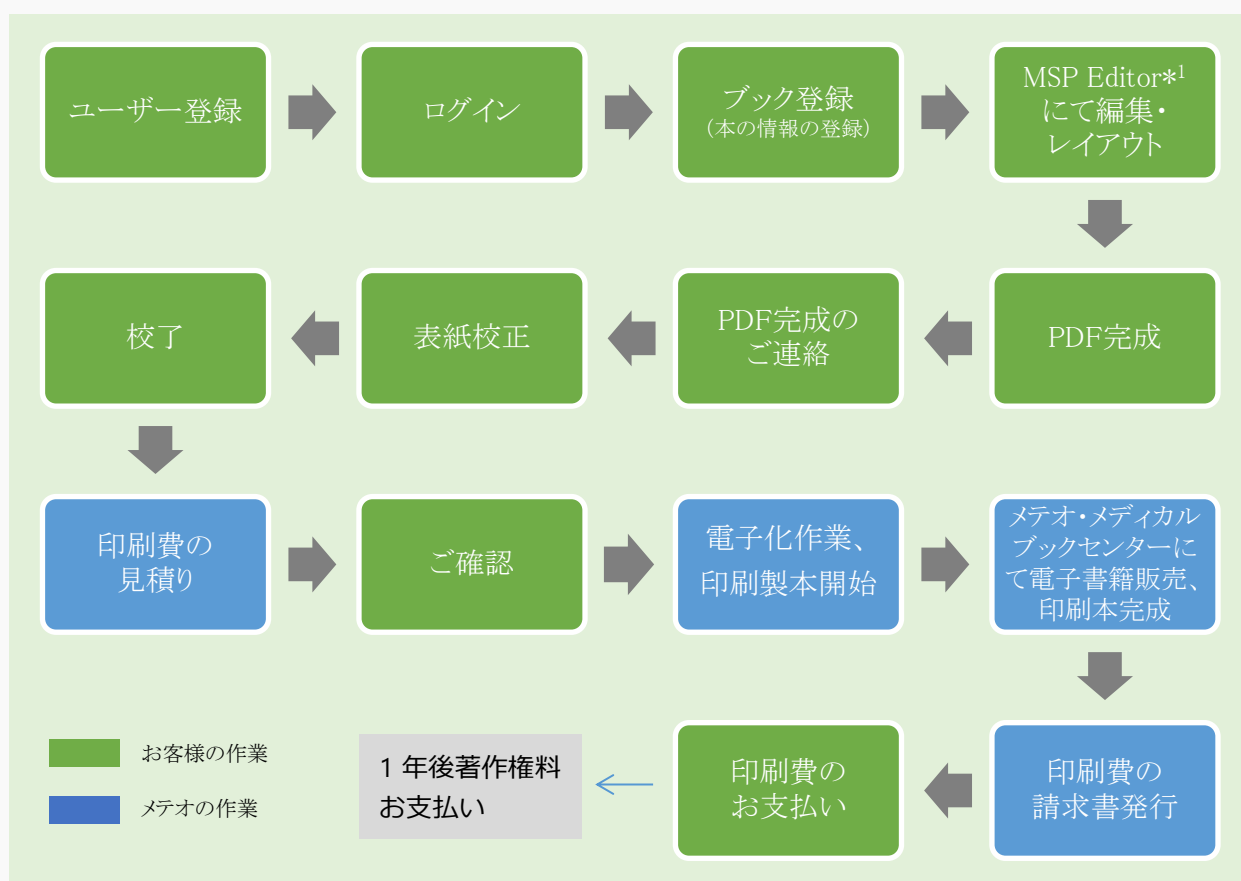 ユーザー登録
ログイン
ブック登録
(本の情報の登録)
MSP Editor*1
にて編集・
レイアウト
校了
表紙校正
PDF完成の
ご連絡
PDF完成
印刷費の
見積り
ご確認
電子化作業、
印刷製本開始
メテオ・メディカル
ブックセンターに
て電子書籍販売、
印刷本完成
お客様の作業
メテオの作業
1 年後著作権料
お支払い
印刷費の
お支払い
印刷費の
請求書発行